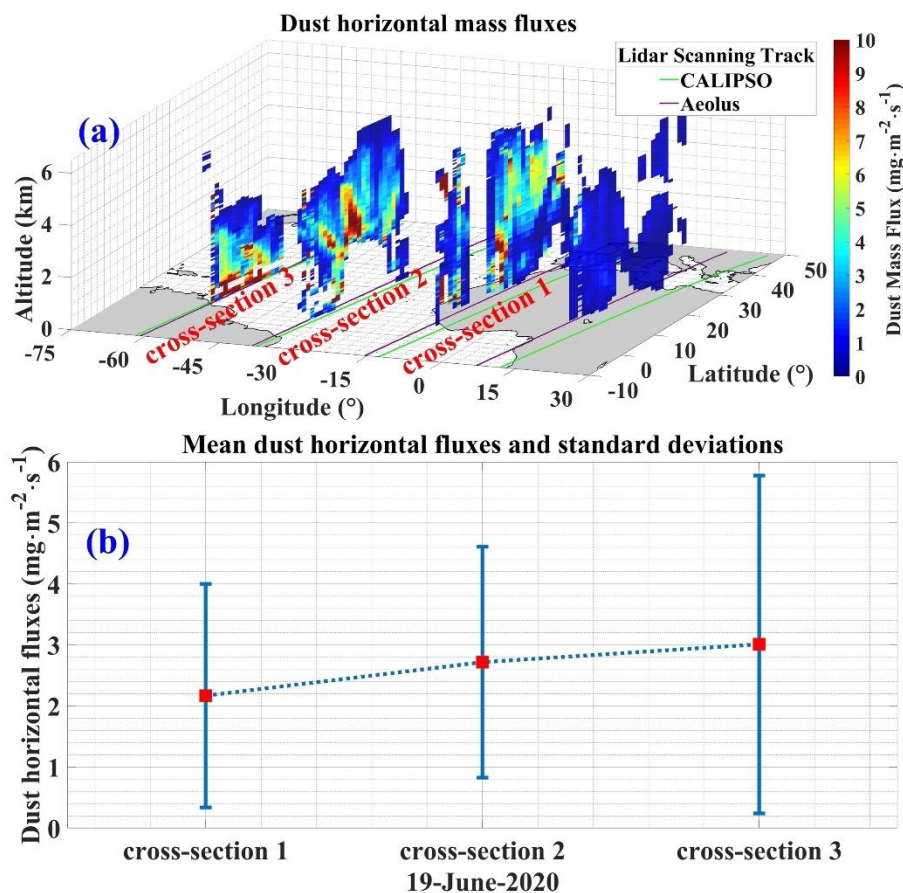 Dust horizontal mass fluxes
(a)
Lidar Scanning Track
CALIPSO
Aeolus
Altitude (km)
6
4
2
0
-75
-60
-45
-30
-15
0
15
30
Longitude (°)
-10
0
10
20
30
40
50
Latitude (°)
cross-section 3
cross-section 2
cross-section 1
10
9
8
7
6
5
4
3
2
1
0
Dust Mass Flux (mg·m-2·s-1)
Mean dust horizontal fluxes and standard deviations
(b)
Dust horizontal fluxes (mg·m-2·s-1)
6
5
4
3
2
1
0
cross-section 1
cross-section 2
cross-section 3
19-June-2020